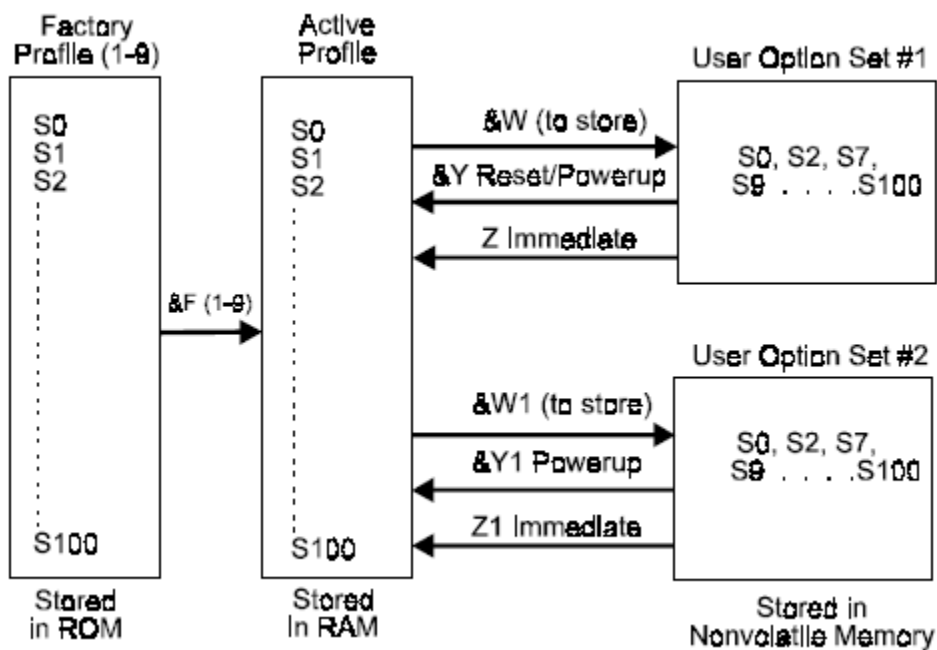 Factory
Profile (1-9)
S0
S1
S2
S100
Stored
in ROM
&F (1-9)
Active
Profile
S0
S1
S2
S100
Stored
in RAM
&W (to store)
&Y Reset/Powerup
Z Immediate
&W1 (to store)
&Y1 Powerup
Z1 Immediate
User Option Set #1
S0, S2, S7,
S9 . . . .S100
User Option Set #2
S0, S2, S7,
S9 . . . .S100
Stored in
Nonvolatile Memory